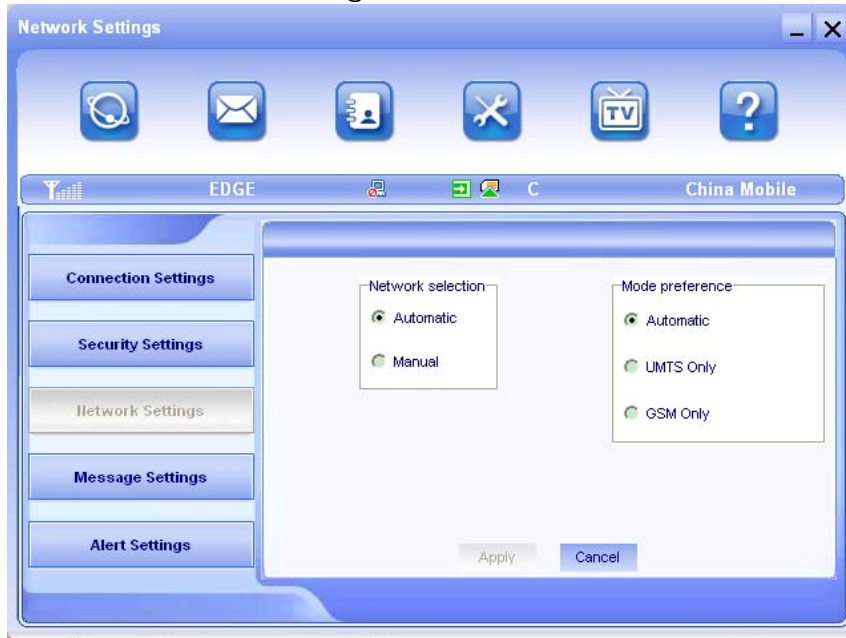 Network Settings
TV
?
EDGE C China Mobile
Connection Settings
Security Settings
Network Settings
Message Settings
Alert Settings
Network selection
Automatic
Manual
Mode preference
Automatic
UMTS Only
GSM Only
Apply Cancel